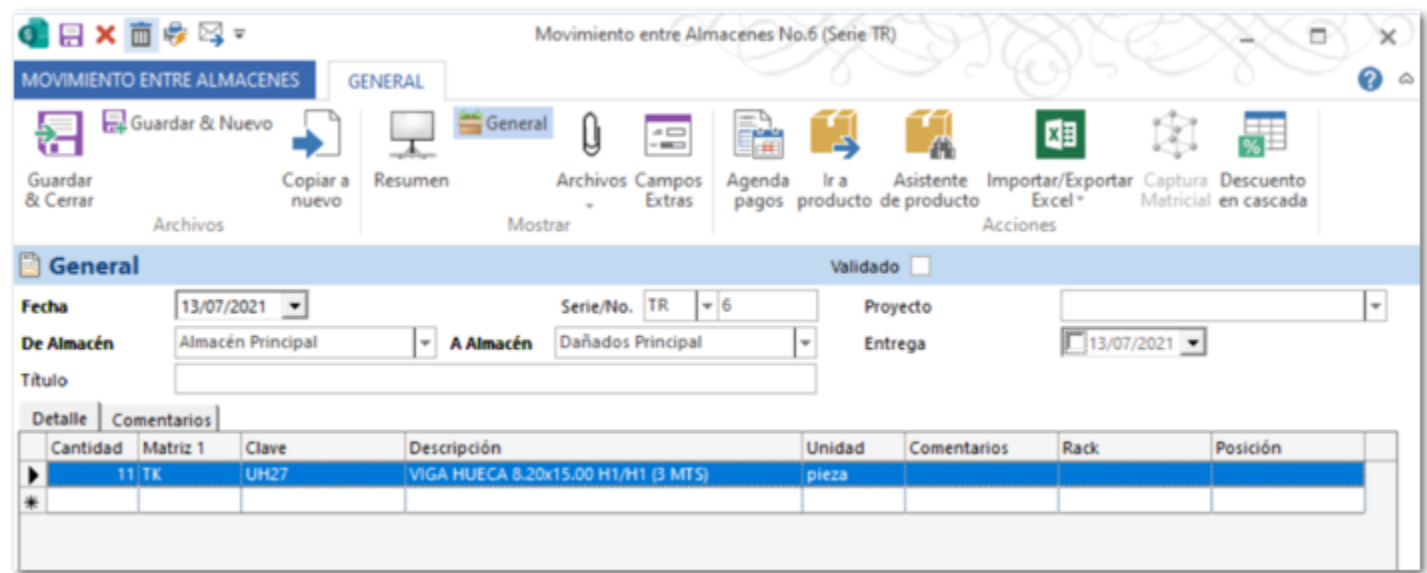 Movimiento entre Almacenes No.6 (Serie TR)
MOVIMIENTO ENTRE ALMACENES GENERAL
Guardar & Cerrar
Guardar & Nuevo
Copiar a nuevo
Archivos
Resumen
General
Archivos
Campos Extras
Mostrar
Agenda pagos
Ir a producto
Asistente de producto
Importar/Exportar Excel
Captura Matricial
Descuento en cascada
Acciones
General Validado
Fecha 13/07/2021 Serie/No. TR 6 Proyecto
De Almacén Almacén Principal A Almacén Dañados Principal Entrega 13/07/2021
Título
Detalle Comentarios
Cantidad Matriz 1 Clave Descripción Unidad Comentarios Rack Posición
11 TK UH27 VIGA HUECA 8.20x15.00 H1/H1 (3 MTS) pieza